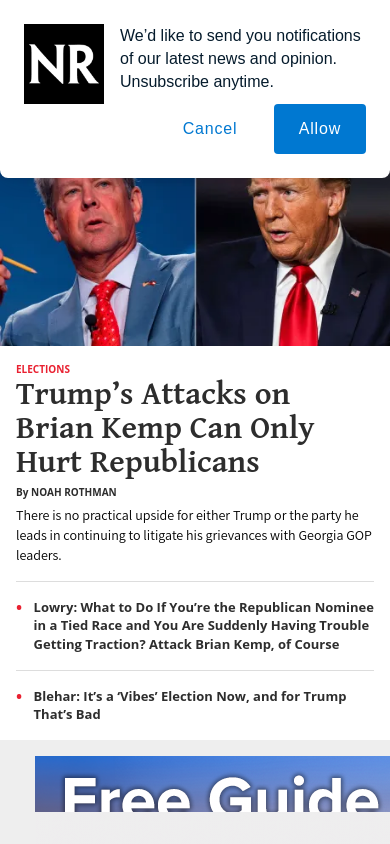 NR
We’d like to send you notifications
of our latest news and opinion.
Unsubscribe anytime.
Cancel
Allow
ELECTIONS
Trump’s Attacks on
Brian Kemp Can Only
Hurt Republicans
By NOAH ROTHMAN
There is no practical upside for either Trump or the party he
leads in continuing to litigate his grievances with Georgia GOP
leaders.
• Lowry: What to Do If You’re the Republican Nominee
in a Tied Race and You Are Suddenly Having Trouble
Getting Traction? Attack Brian Kemp, of Course
• Blehar: It’s a ‘Vibes’ Election Now, and for Trump
That’s Bad
Free Guide